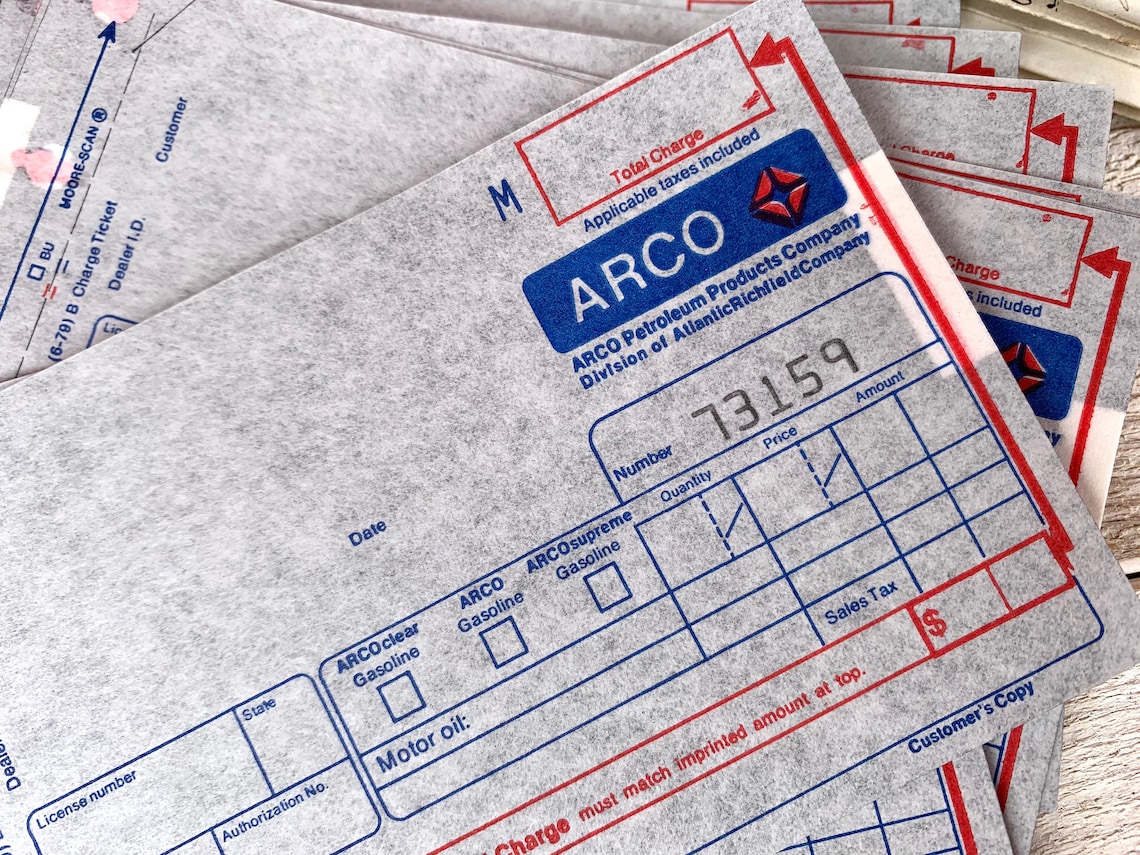 MOORE-SCAN ®
Customer
BU
(6-79) B Charge Ticket
Dealer I.D.
M
Total Charge
Applicable taxes included
ARCO
ARCO Petroleum Products Company
Division of AtlanticRichfieldCompany
Number 73159
Date
Quantity Price Amount
ARCOclear Gasoline
ARCO Gasoline
ARCOsupreme Gasoline
Motor oil:
Sales Tax
$
Charge must match imprinted amount at top.
Customer's Copy
License number
State
Authorization No.
Charge
Charge
included